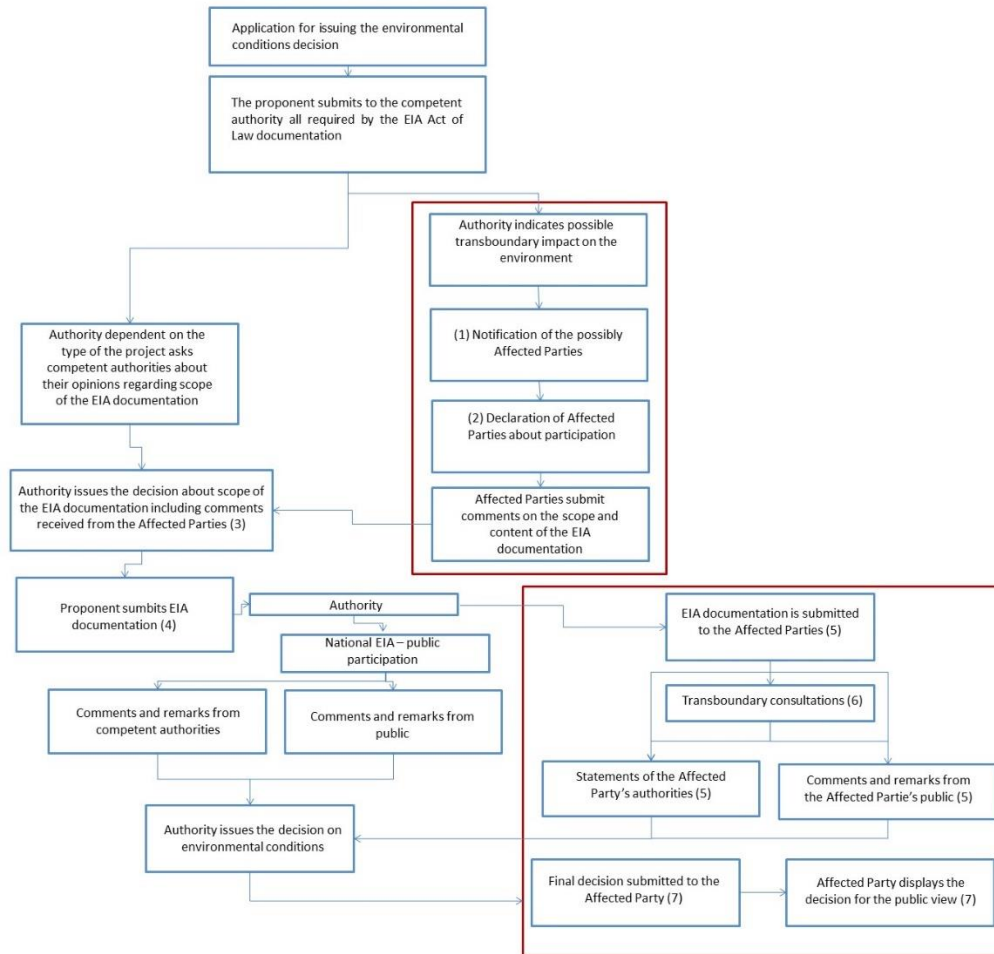 Application for issuing the environmental
conditions decision
The proponent submits to the competent
authority all required by the EIA Act of
Law documentation
Authority indicates possible
transboundary impact on the
environment
(1) Notification of the possibly
Affected Parties
(2) Declaration of Affected
Parties about participation
Affected Parties submit
comments on the scope and
content of the EIA
documentation
Authority dependent on the
type of the project asks
competent authorities about
their opinions regarding scope
of the EIA documentation
Authority issues the decision about scope of
the EIA documentation including comments
received from the Affected Parties (3)
Proponent sumbits EIA
documentation (4)
Authority
National EIA – public
participation
Comments and remarks from
competent authorities
Comments and remarks from
public
Authority issues the decision on
environmental conditions
EIA documentation is submitted
to the Affected Parties (5)
Transboundary consultations (6)
Statements of the Affected
Party's authorities (5)
Comments and remarks from
the Affected Partie's public (5)
Final decision submitted to the
Affected Party (7)
Affected Party displays the
decision for the public view (7)